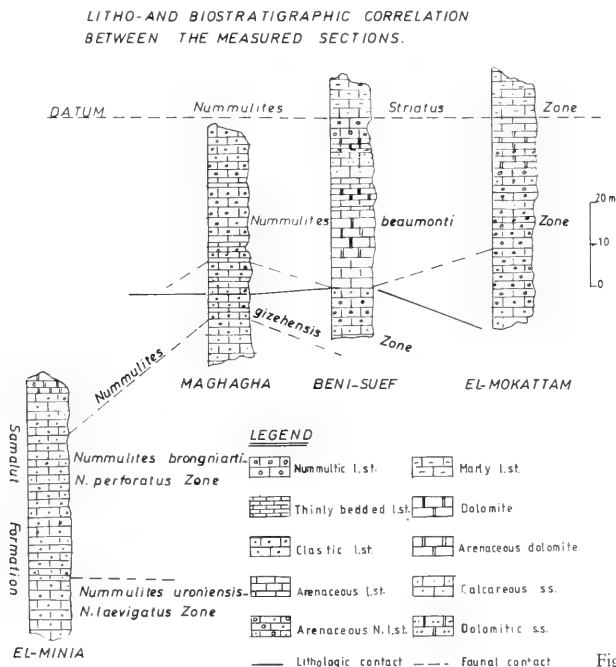 LITHO-AND BIOSTRATIGRAPHIC CORRELATION
BETWEEN THE MEASURED SECTIONS.
DATUM
Nummulites Striatus Zone
20 m
10
0
Nummulites beaumonti Zone
Nummulites gizehensis Zone
MAGHAGHA
BENI-SUEF
EL-MOKATTAM
Samalut Formation
Nummulites brongniarti-
N. perforatus Zone
Nummulites uroniensis-
N. laevigatus Zone
EL-MINIA
LEGEND
Nummultic l.st.
Thinly bedded l.st.
Clastic l.st.
Arenaceous l.st.
Arenaceous N.l.st.
Marly l.st.
Dolomite
Arenaceous dolomite
Calcareous s.s.
Dolomitic s.s.
Lithologic contact
Faunal contact
Fig